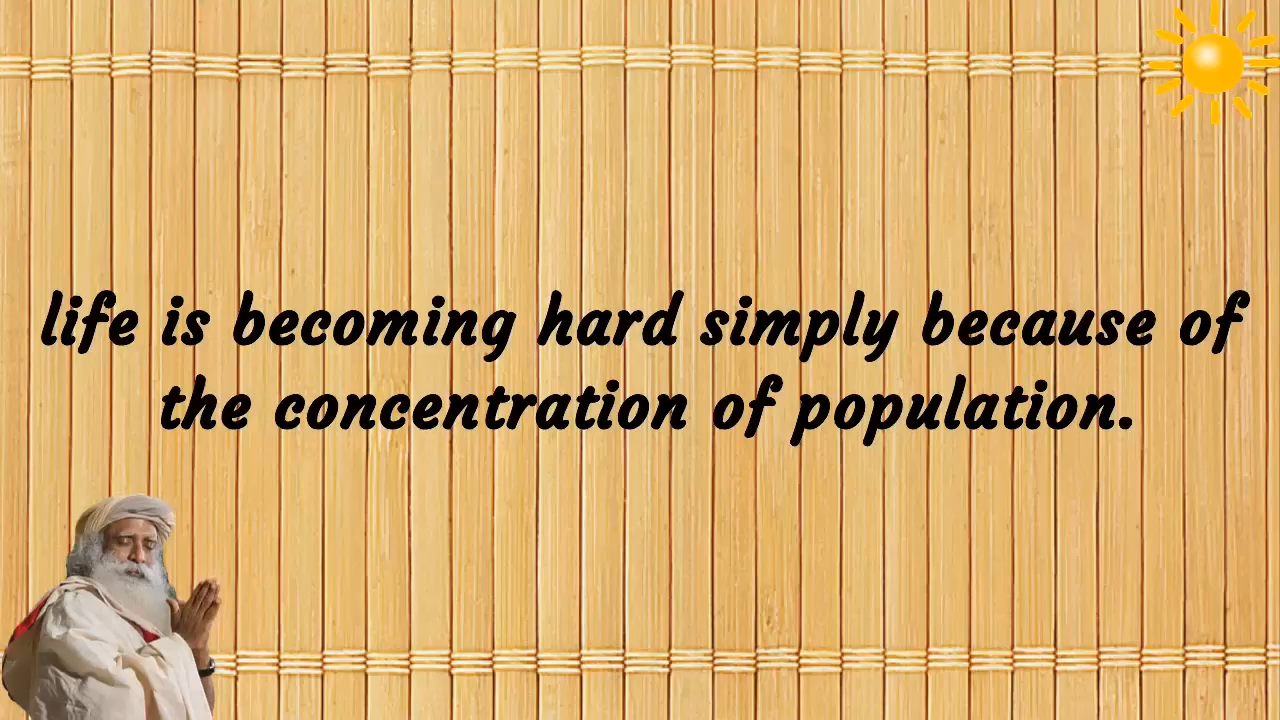 life is becoming hard simply because of
the concentration of population.